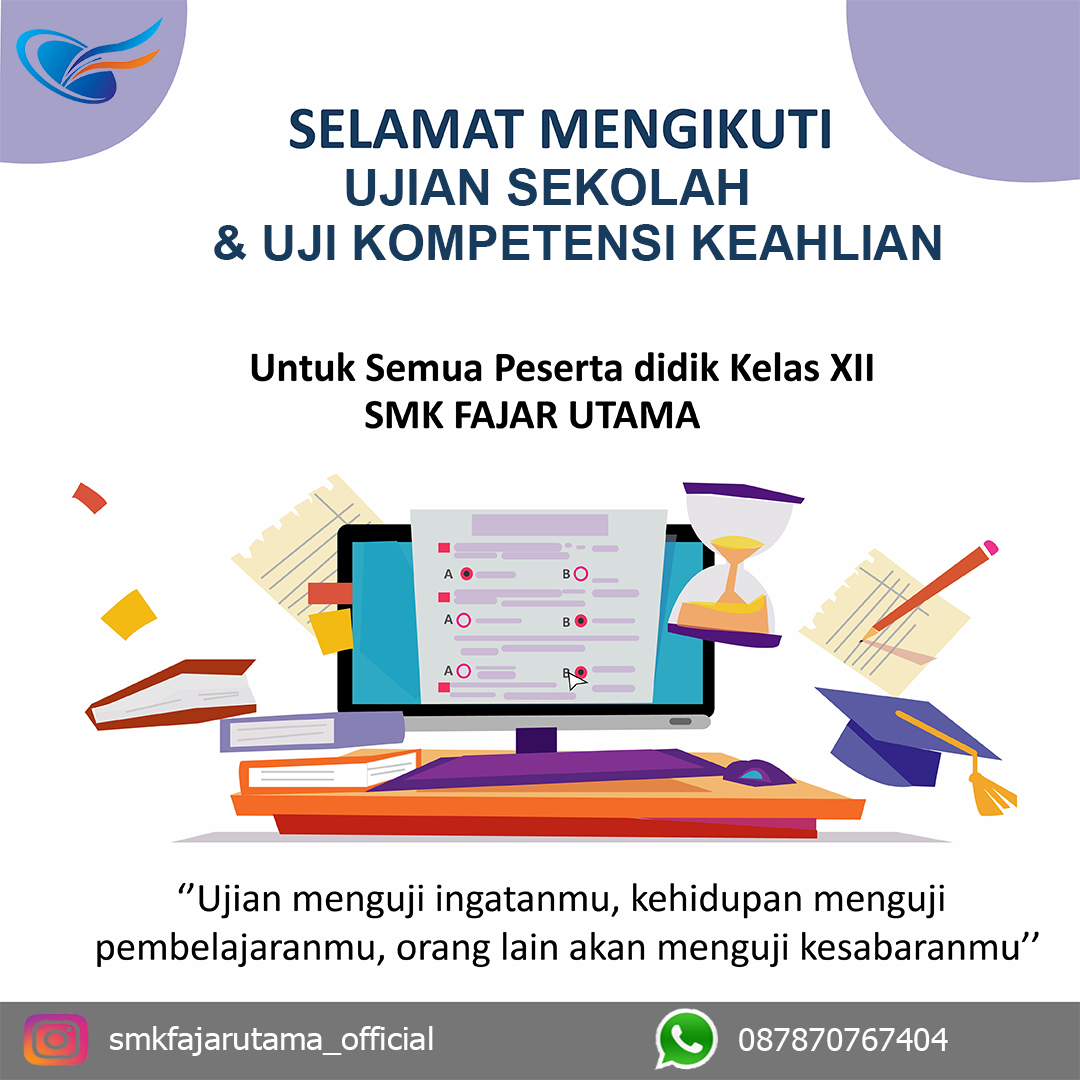 SELAMAT MENGIKUTI
UJIAN SEKOLAH
& UJI KOMPETENSI KEAHLIAN
Untuk Semua Peserta didik Kelas XII
SMK FAJAR UTAMA
A B
A B
A B
‘’Ujian menguji ingatanmu, kehidupan menguji
pembelajaranmu, orang lain akan menguji kesabaranmu’’
smkfajarutama_official
087870767404